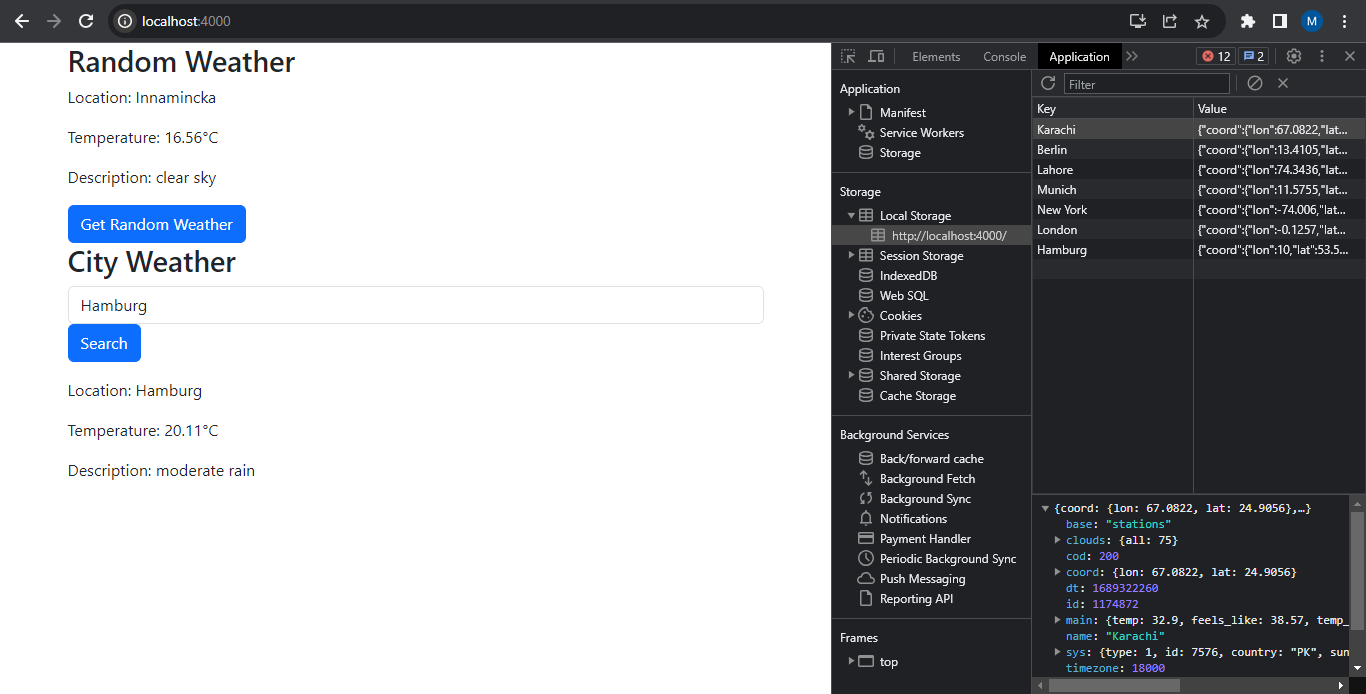 localhost:4000
M
Random Weather
Location: Innamincka
Temperature: 16.56°C
Description: clear sky
Get Random Weather
City Weather
Hamburg
Search
Location: Hamburg
Temperature: 20.11°C
Description: moderate rain
Elements Console Application 12 2
Application
Manifest
Service Workers
Storage
Storage
Local Storage
http://localhost:4000/
Session Storage
IndexedDB
Web SQL
Cookies
Private State Tokens
Interest Groups
Shared Storage
Cache Storage
Background Services
Back/forward cache
Background Fetch
Background Sync
Notifications
Payment Handler
Periodic Background Sync
Push Messaging
Reporting API
Frames
top
Filter
Key Value
Karachi {"coord":{"lon":67.0822,"lat...
Berlin {"coord":{"lon":13.4105,"lat...
Lahore {"coord":{"lon":74.3436,"lat...
Munich {"coord":{"lon":11.5755,"lat...
New York {"coord":{"lon":-74.006,"lat...
London {"coord":{"lon":-0.1257,"lat...
Hamburg {"coord":{"lon":10,"lat":53.5...
{coord: {lon: 67.0822, lat: 24.9056},…}
base: "stations"
clouds: {all: 75}
cod: 200
coord: {lon: 67.0822, lat: 24.9056}
dt: 1689322260
id: 1174872
main: {temp: 32.9, feels_like: 38.57, temp_
name: "Karachi"
sys: {type: 1, id: 7576, country: "PK", sun
timezone: 18000